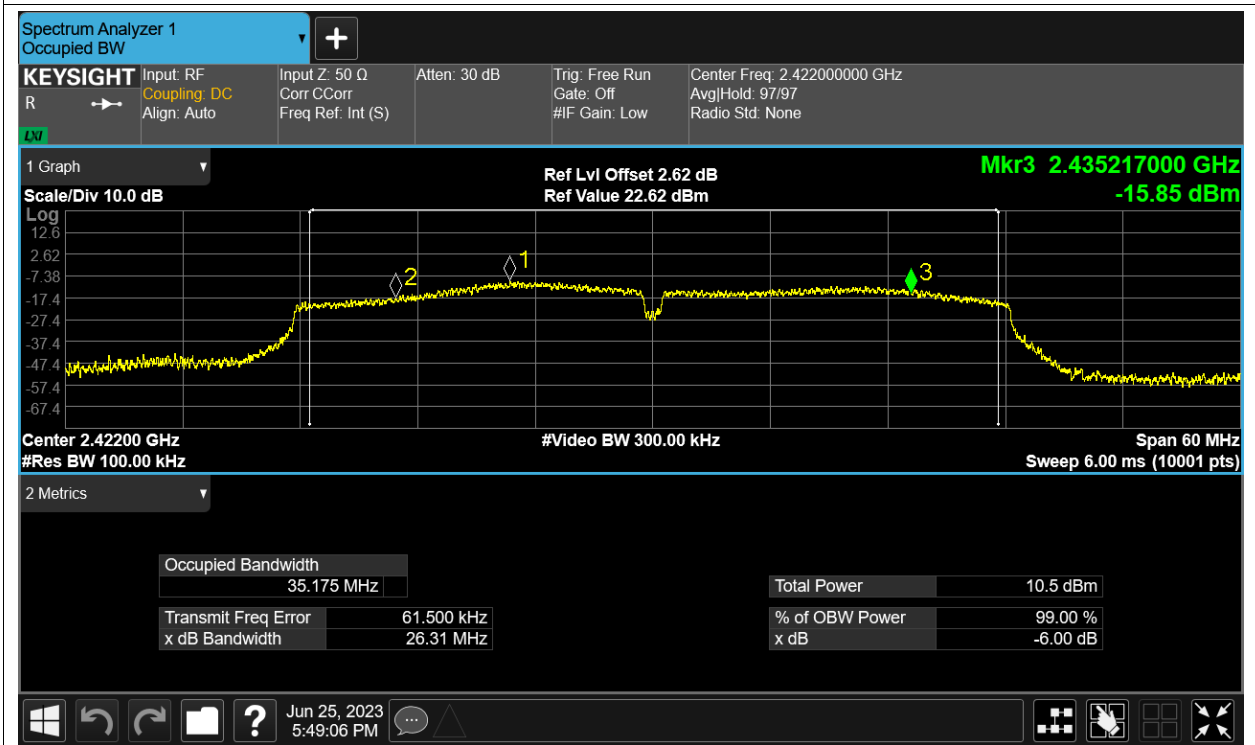 Spectrum Analyzer 1
Occupied BW
KEYSIGHT
R
LXI
Input: RF
Coupling: DC
Align: Auto
Input Z: 50 Ω
Corr CCorr
Freq Ref: Int (S)
Atten: 30 dB
Trig: Free Run
Gate: Off
#IF Gain: Low
Center Freq: 2.422000000 GHz
Avg|Hold: 97/97
Radio Std: None
1 Graph
Scale/Div 10.0 dB
Ref Lvl Offset 2.62 dB
Ref Value 22.62 dBm
Mkr3 2.435217000 GHz
-15.85 dBm
Log
12.6
2.62
-7.38
-17.4
-27.4
-37.4
-47.4
-57.4
-67.4
2
1
3
Center 2.42200 GHz
#Video BW 300.00 kHz
Span 60 MHz
#Res BW 100.00 kHz
Sweep 6.00 ms (10001 pts)
2 Metrics
Occupied Bandwidth
35.175 MHz
Total Power 10.5 dBm
Transmit Freq Error 61.500 kHz
% of OBW Power 99.00 %
x dB Bandwidth 26.31 MHz
x dB -6.00 dB
?
Jun 25, 2023
5:49:06 PM